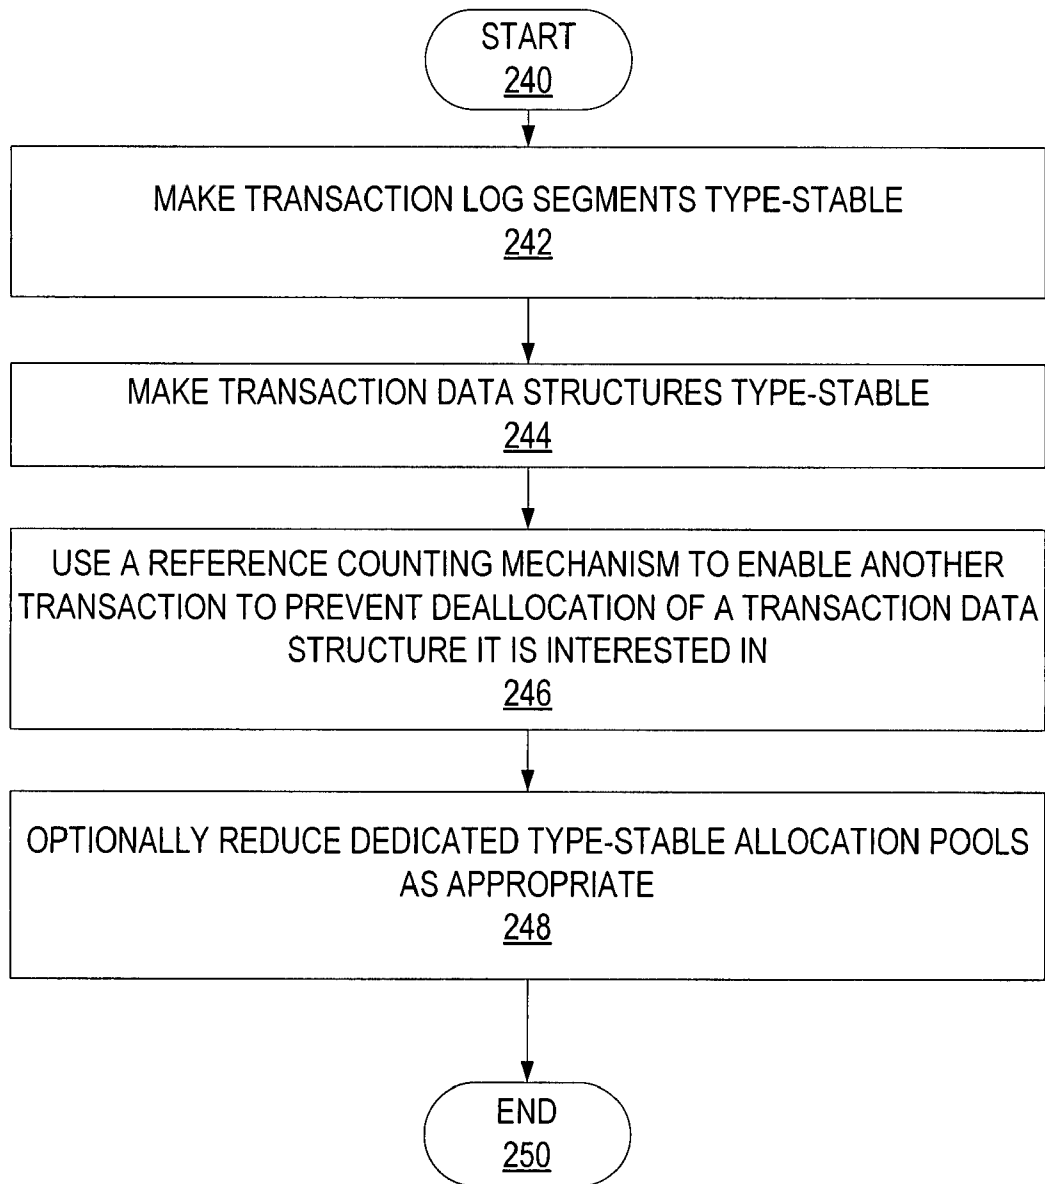 START
240
MAKE TRANSACTION LOG SEGMENTS TYPE-STABLE
242
MAKE TRANSACTION DATA STRUCTURES TYPE-STABLE
244
USE A REFERENCE COUNTING MECHANISM TO ENABLE ANOTHER
TRANSACTION TO PREVENT DEALLOCATION OF A TRANSACTION DATA
STRUCTURE IT IS INTERESTED IN
246
OPTIONALLY REDUCE DEDICATED TYPE-STABLE ALLOCATION POOLS
AS APPROPRIATE
248
END
250